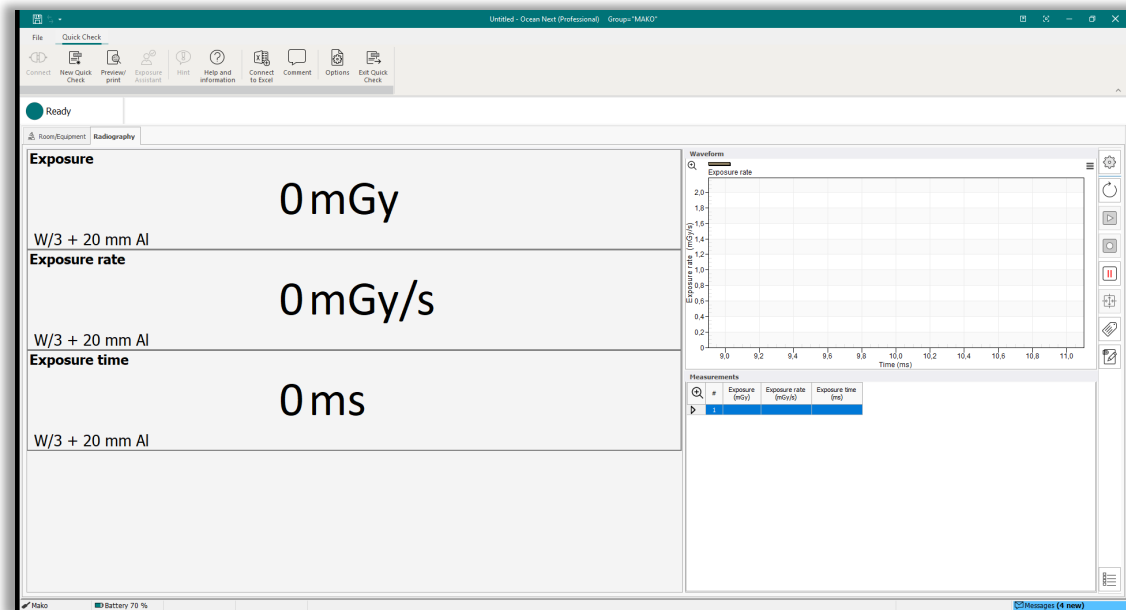 Untitled - Ocean Next (Professional) Group="MAKO"
File Quick Check
Connect
New Quick Check
Preview/ print
Exposure Assistant
Hint
Help and information
Connect to Excel
Comment
Options
Exit Quick Check
Ready
Room/Equipment Radiography
Exposure
0 mGy
W/3 + 20 mm Al
Exposure rate
0 mGy/s
W/3 + 20 mm Al
Exposure time
0 ms
W/3 + 20 mm Al
Waveform
Exposure rate
Exposure rate (mGy/s)
2,0
1,8
1,6
1,4
1,2
1,0
0,8
0,6
0,4
0,2
0
9,0 9,2 9,4 9,6 9,8 10,0 10,2 10,4 10,6 10,8 11,0
Time (ms)
Measurements
# Exposure (mGy) Exposure rate (mGy/s) Exposure time (ms)
1
Mako Battery 70 % Messages (4 new)